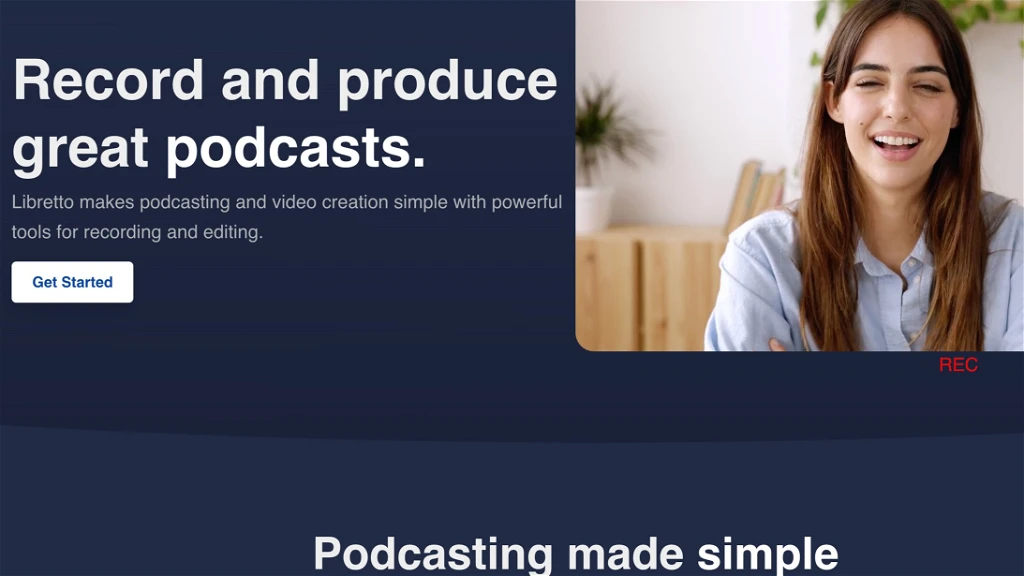 Record and produce
great podcasts.
Libretto makes podcasting and video creation simple with powerful
tools for recording and editing.
Get Started
REC
Podcasting made simple